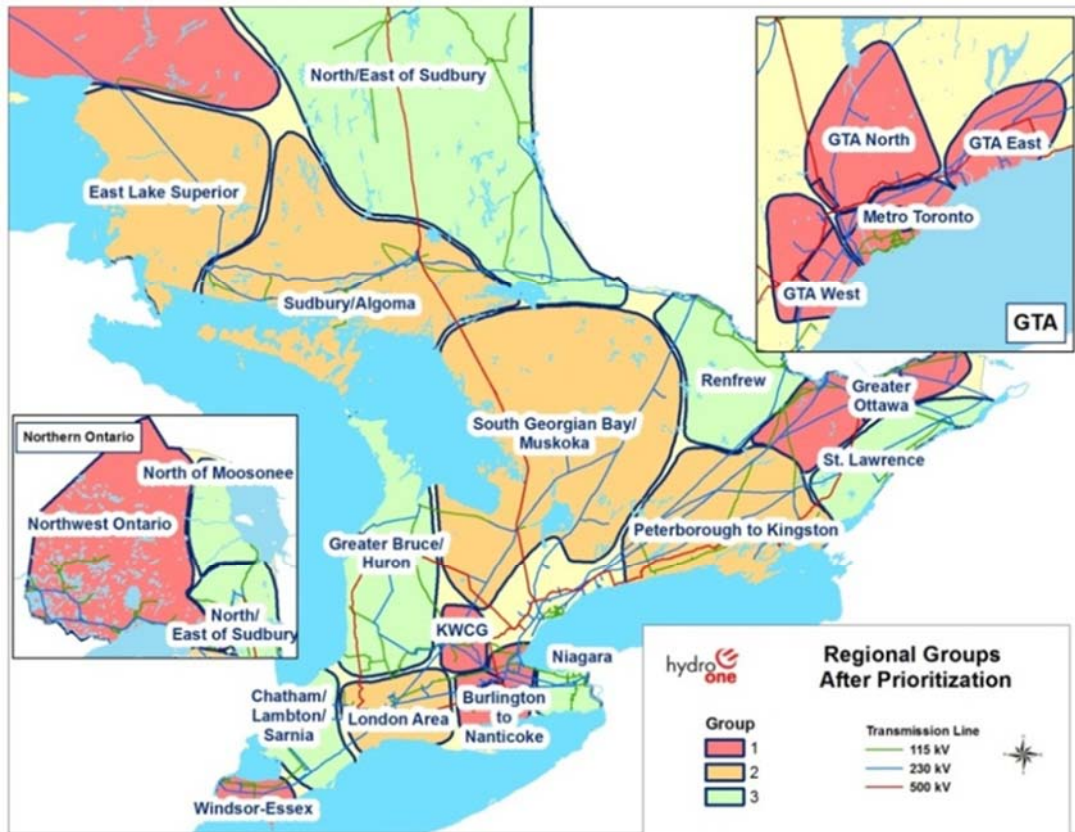 North/East of Sudbury
East Lake Superior
Sudbury/Algoma
GTA North
GTA East
Metro Toronto
GTA West
GTA
Renfrew
Greater
Ottawa
South Georgian Bay/
Muskoka
St. Lawrence
Peterborough to Kingston
Northern Ontario
North of Moosonee
Northwest Ontario
North/
East of Sudbury
Greater Bruce/
Huron
KWCG
Niagara
Chatham/
Lambton/
Sarnia
London Area
Burlington
to
Nanticoke
Windsor-Essex
hydro
one
Regional Groups
After Prioritization
Group
1
2
3
Transmission Line
115 kV
230 kV
500 kV